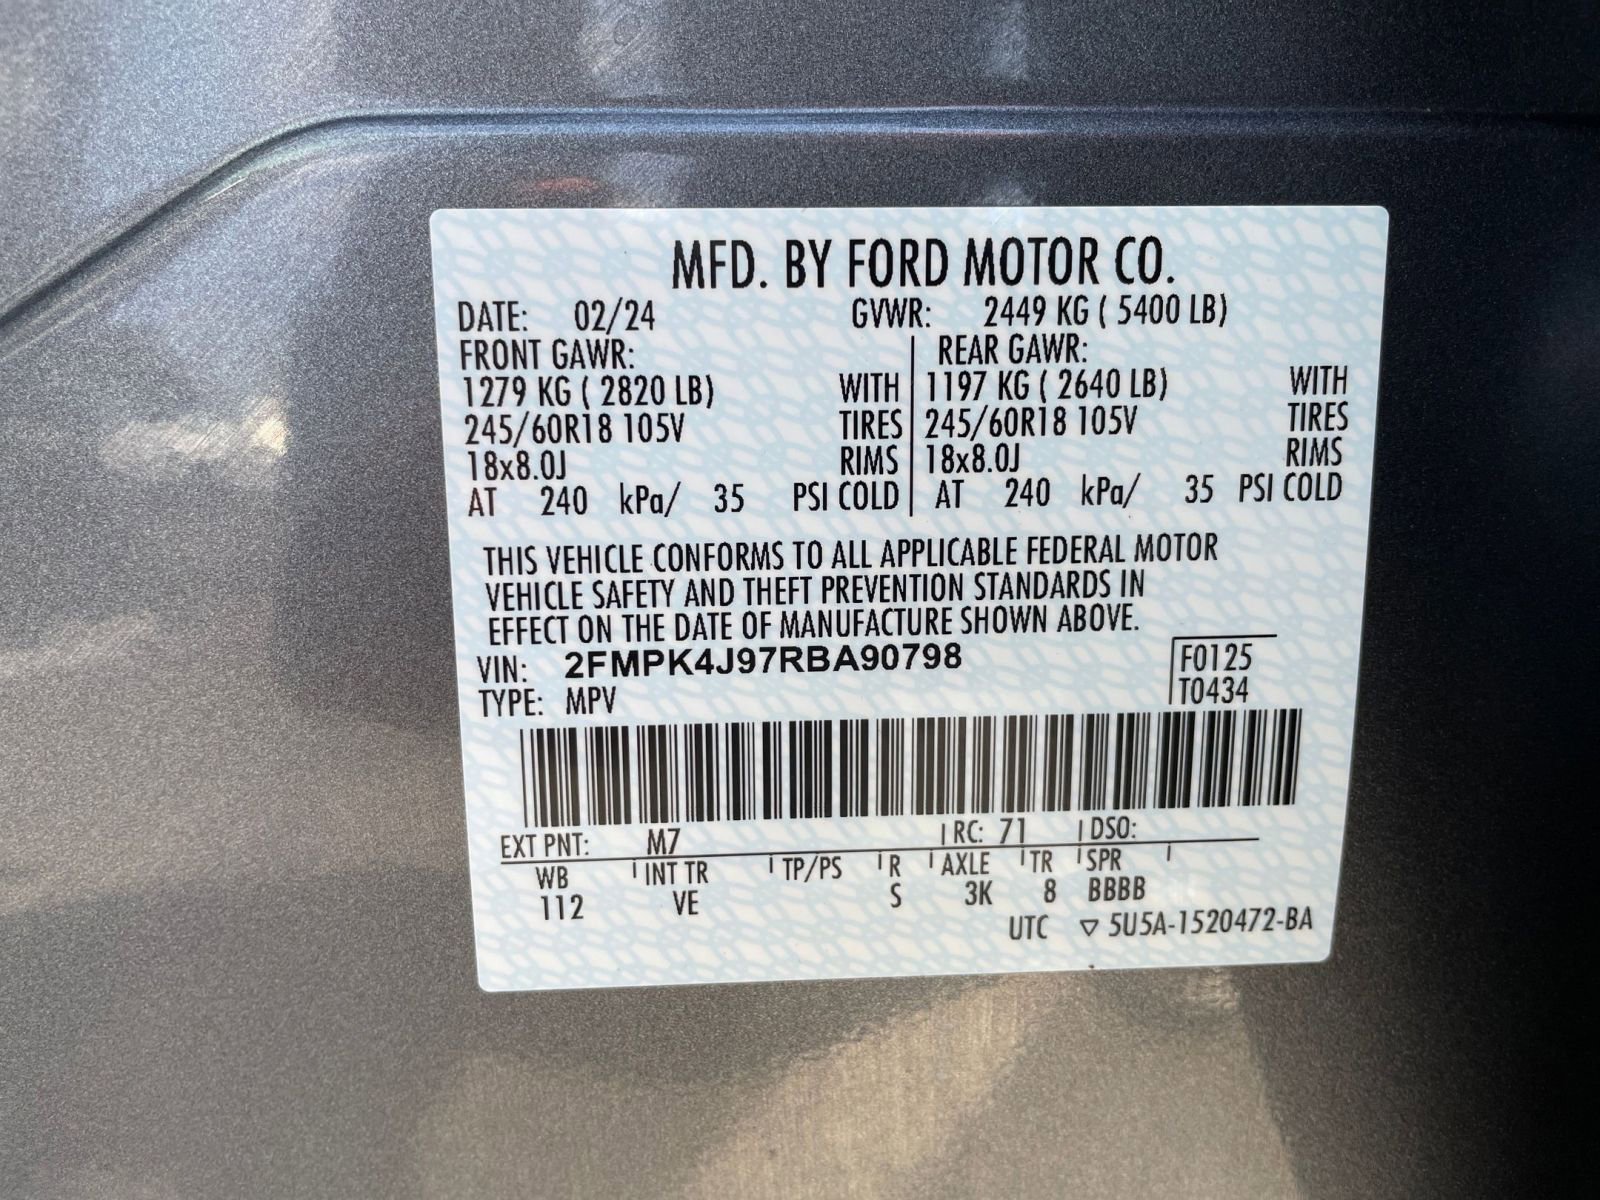 MFD. BY FORD MOTOR CO.
DATE: 02/24 GVWR: 2449 KG ( 5400 LB)
FRONT GAWR: REAR GAWR:
1279 KG ( 2820 LB) WITH 1197 KG ( 2640 LB) WITH
245/60R18 105V TIRES 245/60R18 105V TIRES
18x8.0J RIMS 18x8.0J RIMS
AT 240 kPa/ 35 PSI COLD AT 240 kPa/ 35 PSI COLD
THIS VEHICLE CONFORMS TO ALL APPLICABLE FEDERAL MOTOR
VEHICLE SAFETY AND THEFT PREVENTION STANDARDS IN
EFFECT ON THE DATE OF MANUFACTURE SHOWN ABOVE.
VIN: 2FMPK4J97RBA90798 F0125
TYPE: MPV T0434
EXT PNT: M7 RC: 71 DSO:
WB INT TR TP/PS R AXLE TR SPR
112 VE S 3K 8 BBBB
UTC ▽ 5U5A-1520472-BA